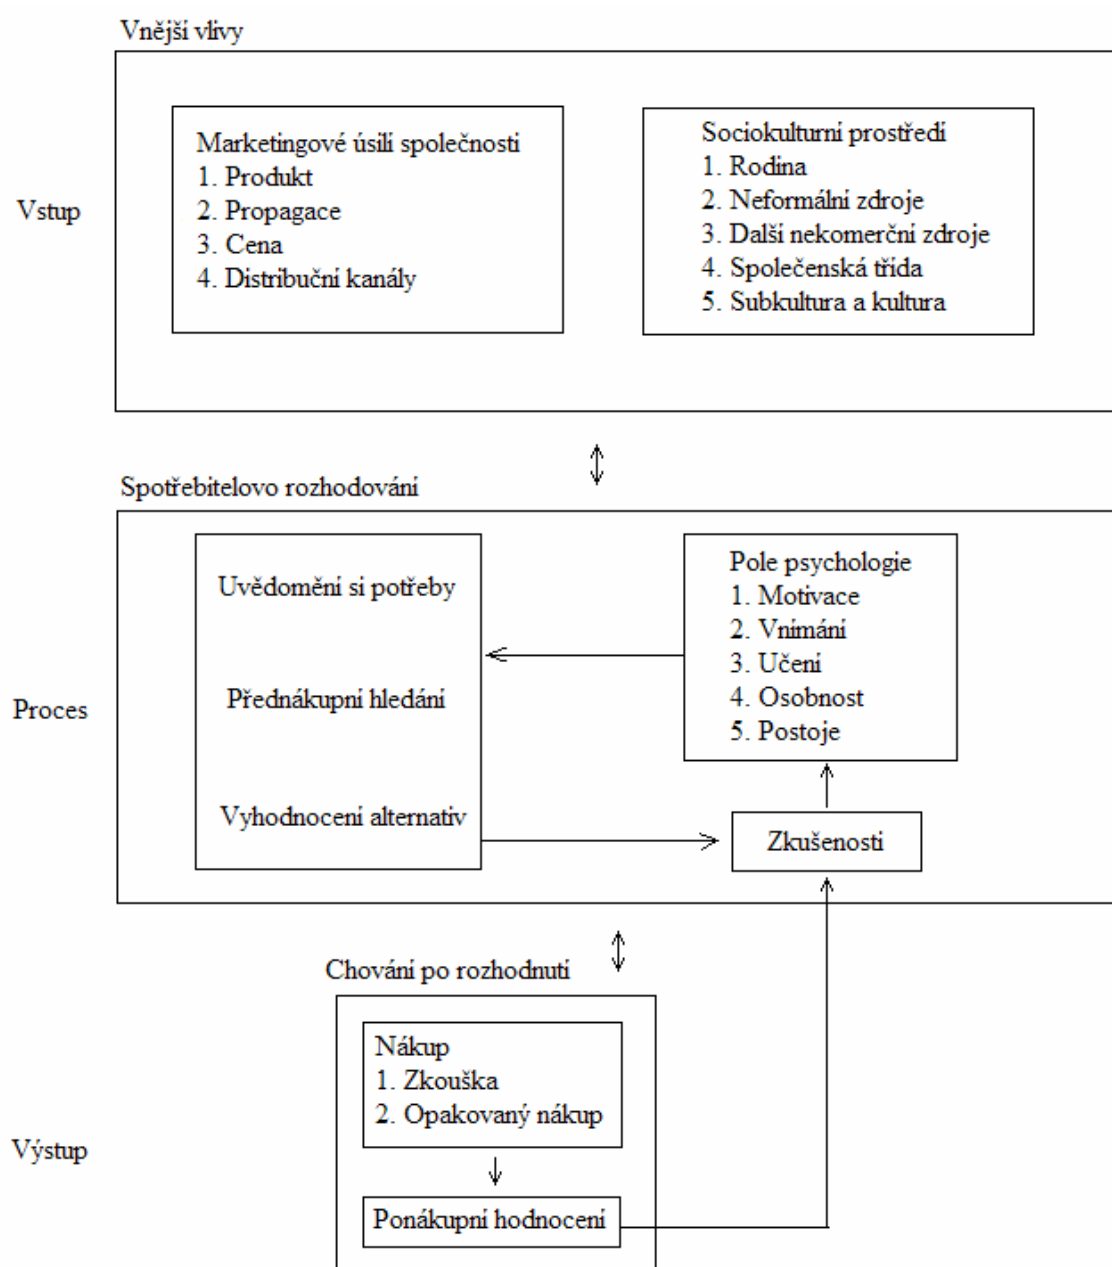 Vnější vlivy
Marketingové úsilí společnosti
1. Produkt
2. Propagace
3. Cena
4. Distribuční kanály
Sociokulturní prostředí
1. Rodina
2. Neformální zdroje
3. Další nekomerční zdroje
4. Společenská třída
5. Subkultura a kultura
Vstup
Spotřebitelovo rozhodování
Uvědomění si potřeby
Přednákupní hledání
Vyhodnocení alternativ
Pole psychologie
1. Motivace
2. Vnímání
3. Učení
4. Osobnost
5. Postoje
Zkušenosti
Proces
Chování po rozhodnutí
Nákup
1. Zkouška
2. Opakovaný nákup
Ponákupní hodnocení
Výstup